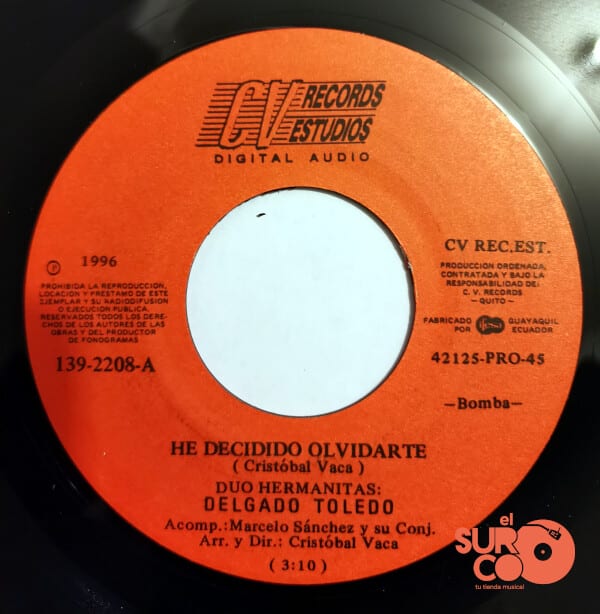 CV RECORDS
ESTUDIOS
DIGITAL AUDIO
Ⓟ 1996
PROHIBIDA LA REPRODUCCION,
LOCACION Y PRESTAMO DE ESTE
EJEMPLAR Y SU RADIODIFUSION
O EJECUCION PUBLICA.
RESERVADOS TODOS LOS DERE-
CHOS DE LOS AUTORES DE LAS
OBRAS Y DEL PRODUCTOR
DE FONOGRAMAS
139-2208-A
CV REC.EST.
PRODUCCION ORDENADA,
CONTRATADA Y BAJO LA
RESPONSABILIDAD DE:
C. V. RECORDS
— QUITO —
FABRICADO
POR
GUAYAQUIL
ECUADOR
42125-PRO-45
—Bomba—
HE DECIDIDO OLVIDARTE
( Cristóbal Vaca )
DUO HERMANITAS:
DELGADO TOLEDO
Acomp.: Marcelo Sánchez y su Conj.
Arr. y Dir.: Cristóbal Vaca
( 3:10 )
el
SUR
CO
tu tienda musical